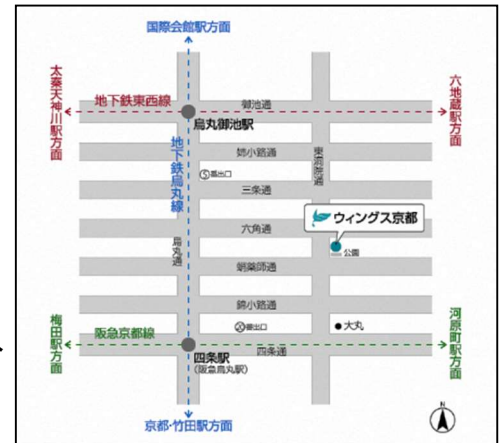 国際会館駅方面
太秦天神川駅方面
地下鉄東西線
御池通
六地蔵駅方面
烏丸御池駅
地下鉄烏丸線
姉小路通
東洞院通
⑤番出口
三条通
六角通
ウィングス京都
公園
烏丸通
蛸薬師通
錦小路通
梅田駅方面
阪急京都線
⑳番出口
大丸
河原町駅方面
四条通
四条駅
(阪急烏丸駅)
京都・竹田駅方面
N